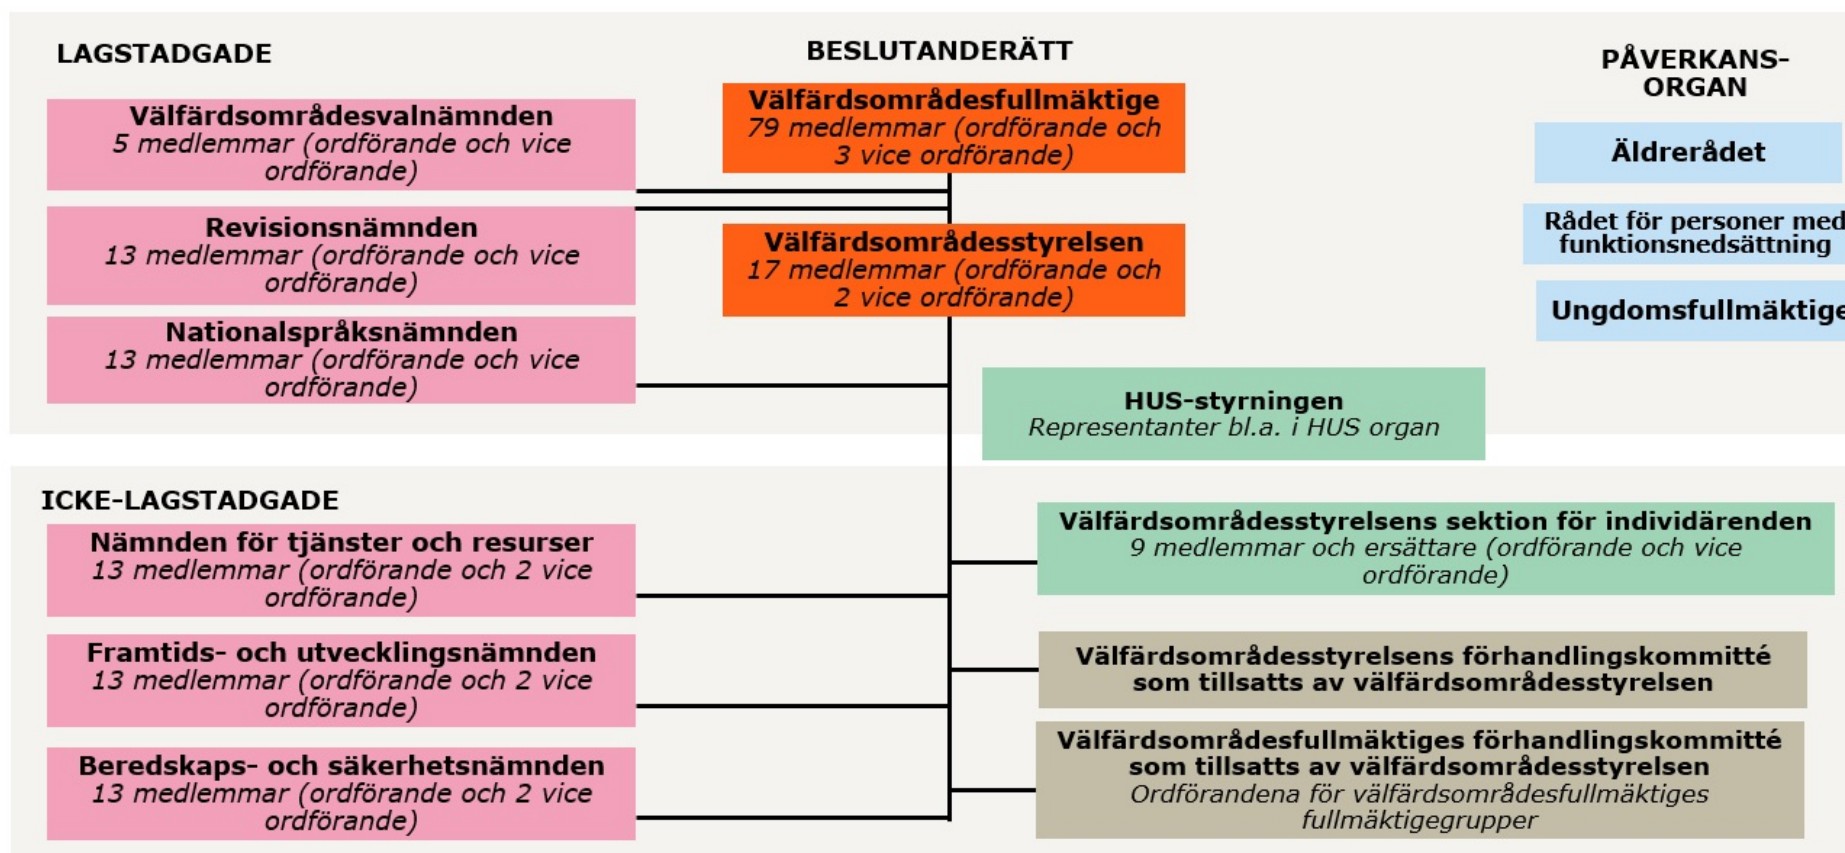 LAGSTADGADE
Välfärdsområdesvalnämnden
5 medlemmar (ordförande och vice
ordförande)
Revisionsnämnden
13 medlemmar (ordförande och vice
ordförande)
Nationalspråksnämnden
13 medlemmar (ordförande och vice
ordförande)
BESLUTANDERÄTT
Välfärdsområdesfullmäktige
79 medlemmar (ordförande och
3 vice ordförande)
Välfärdsområdesstyrelsen
17 medlemmar (ordförande och
2 vice ordförande)
HUS-styrningen
Representanter bl.a. i HUS organ
PÅVERKANS-
ORGAN
Äldrerådet
Rådet för personer med
funktionsnedsättning
Ungdomsfullmäktige
ICKE-LAGSTADGADE
Nämnden för tjänster och resurser
13 medlemmar (ordförande och 2 vice
ordförande)
Framtids- och utvecklingsnämnden
13 medlemmar (ordförande och 2 vice
ordförande)
Beredskaps- och säkerhetsnämnden
13 medlemmar (ordförande och 2 vice
ordförande)
Välfärdsområdesstyrelsens sektion för individärenden
9 medlemmar och ersättare (ordförande och vice
ordförande)
Välfärdsområdesstyrelsens förhandlingskommitté
som tillsatts av välfärdsområdesstyrelsen
Välfärdsområdesfullmäktiges förhandlingskommitté
som tillsatts av välfärdsområdesstyrelsen
Ordförandena för välfärdsområdesfullmäktiges
fullmäktigegrupper